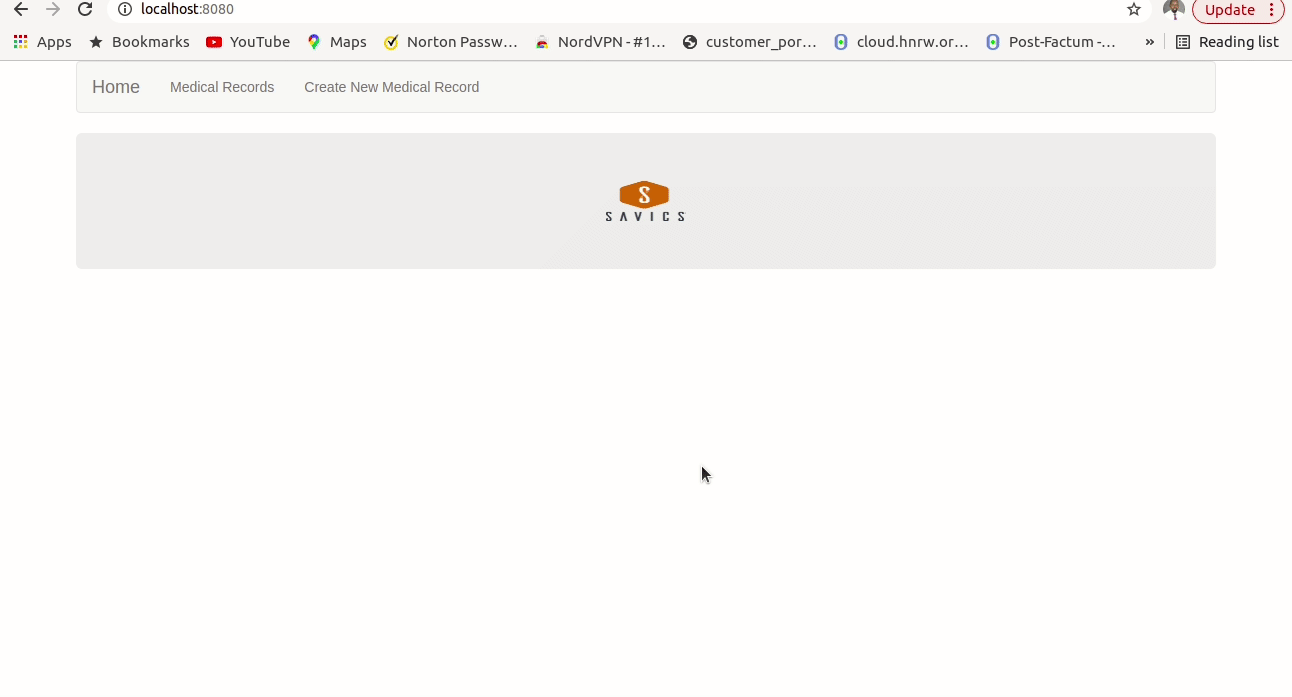 localhost:8080
Update
Apps Bookmarks YouTube Maps Norton Passw... NordVPN - #1... customer_por... cloud.hnrw.or... Post-Factum -... » Reading list
Home Medical Records Create New Medical Record
S
SAVICS